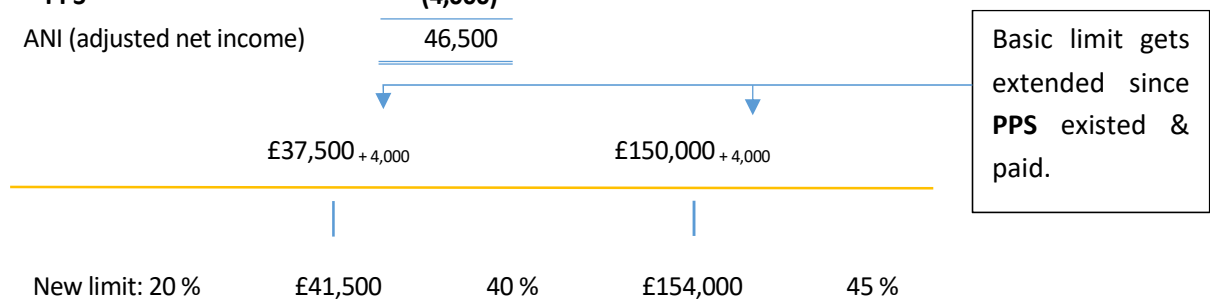 ANI (adjusted net income) 46,500
Basic limit gets
extended since
PPS existed &
paid.
£37,500 + 4,000 £150,000 + 4,000
New limit: 20 % £41,500 40 % £154,000 45 %